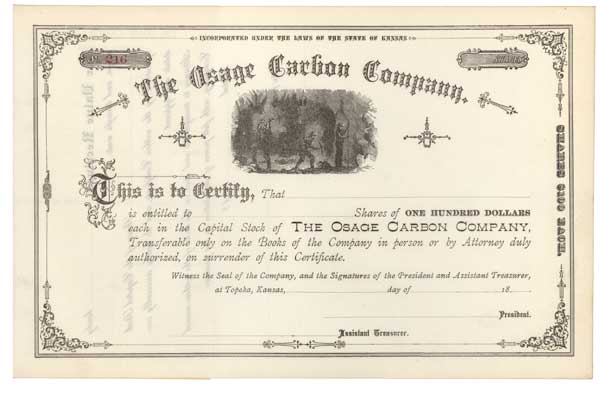 INCORPORATED UNDER THE LAWS OF THE STATE OF KANSAS
No. 216
SHARES
The Osage Carbon Company.
This is to Certify, That
is entitled to Shares of ONE HUNDRED DOLLARS
each in the Capital Stock of THE OSAGE CARBON COMPANY,
Transferable only on the Books of the Company in person or by Attorney duly
authorized, on surrender of this Certificate.
Witness the Seal of the Company, and the Signatures of the President and Assistant Treasurer,
at Topeka, Kansas, day of 18
President.
Assistant Treasurer.
SHARES $100 EACH.